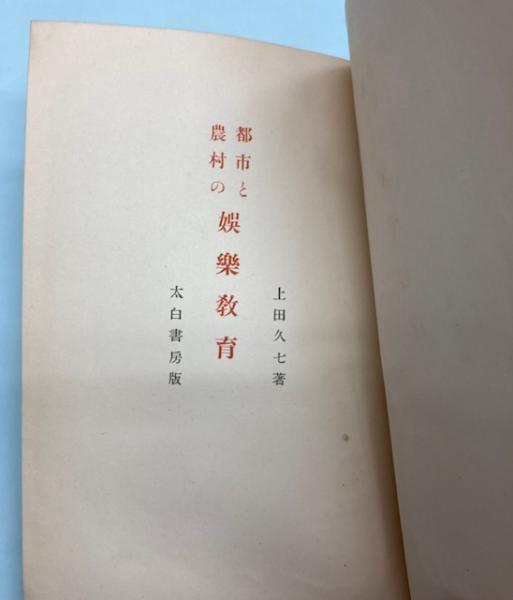 上田久七著
都市と
農村の
娯樂敎育
太白書房版